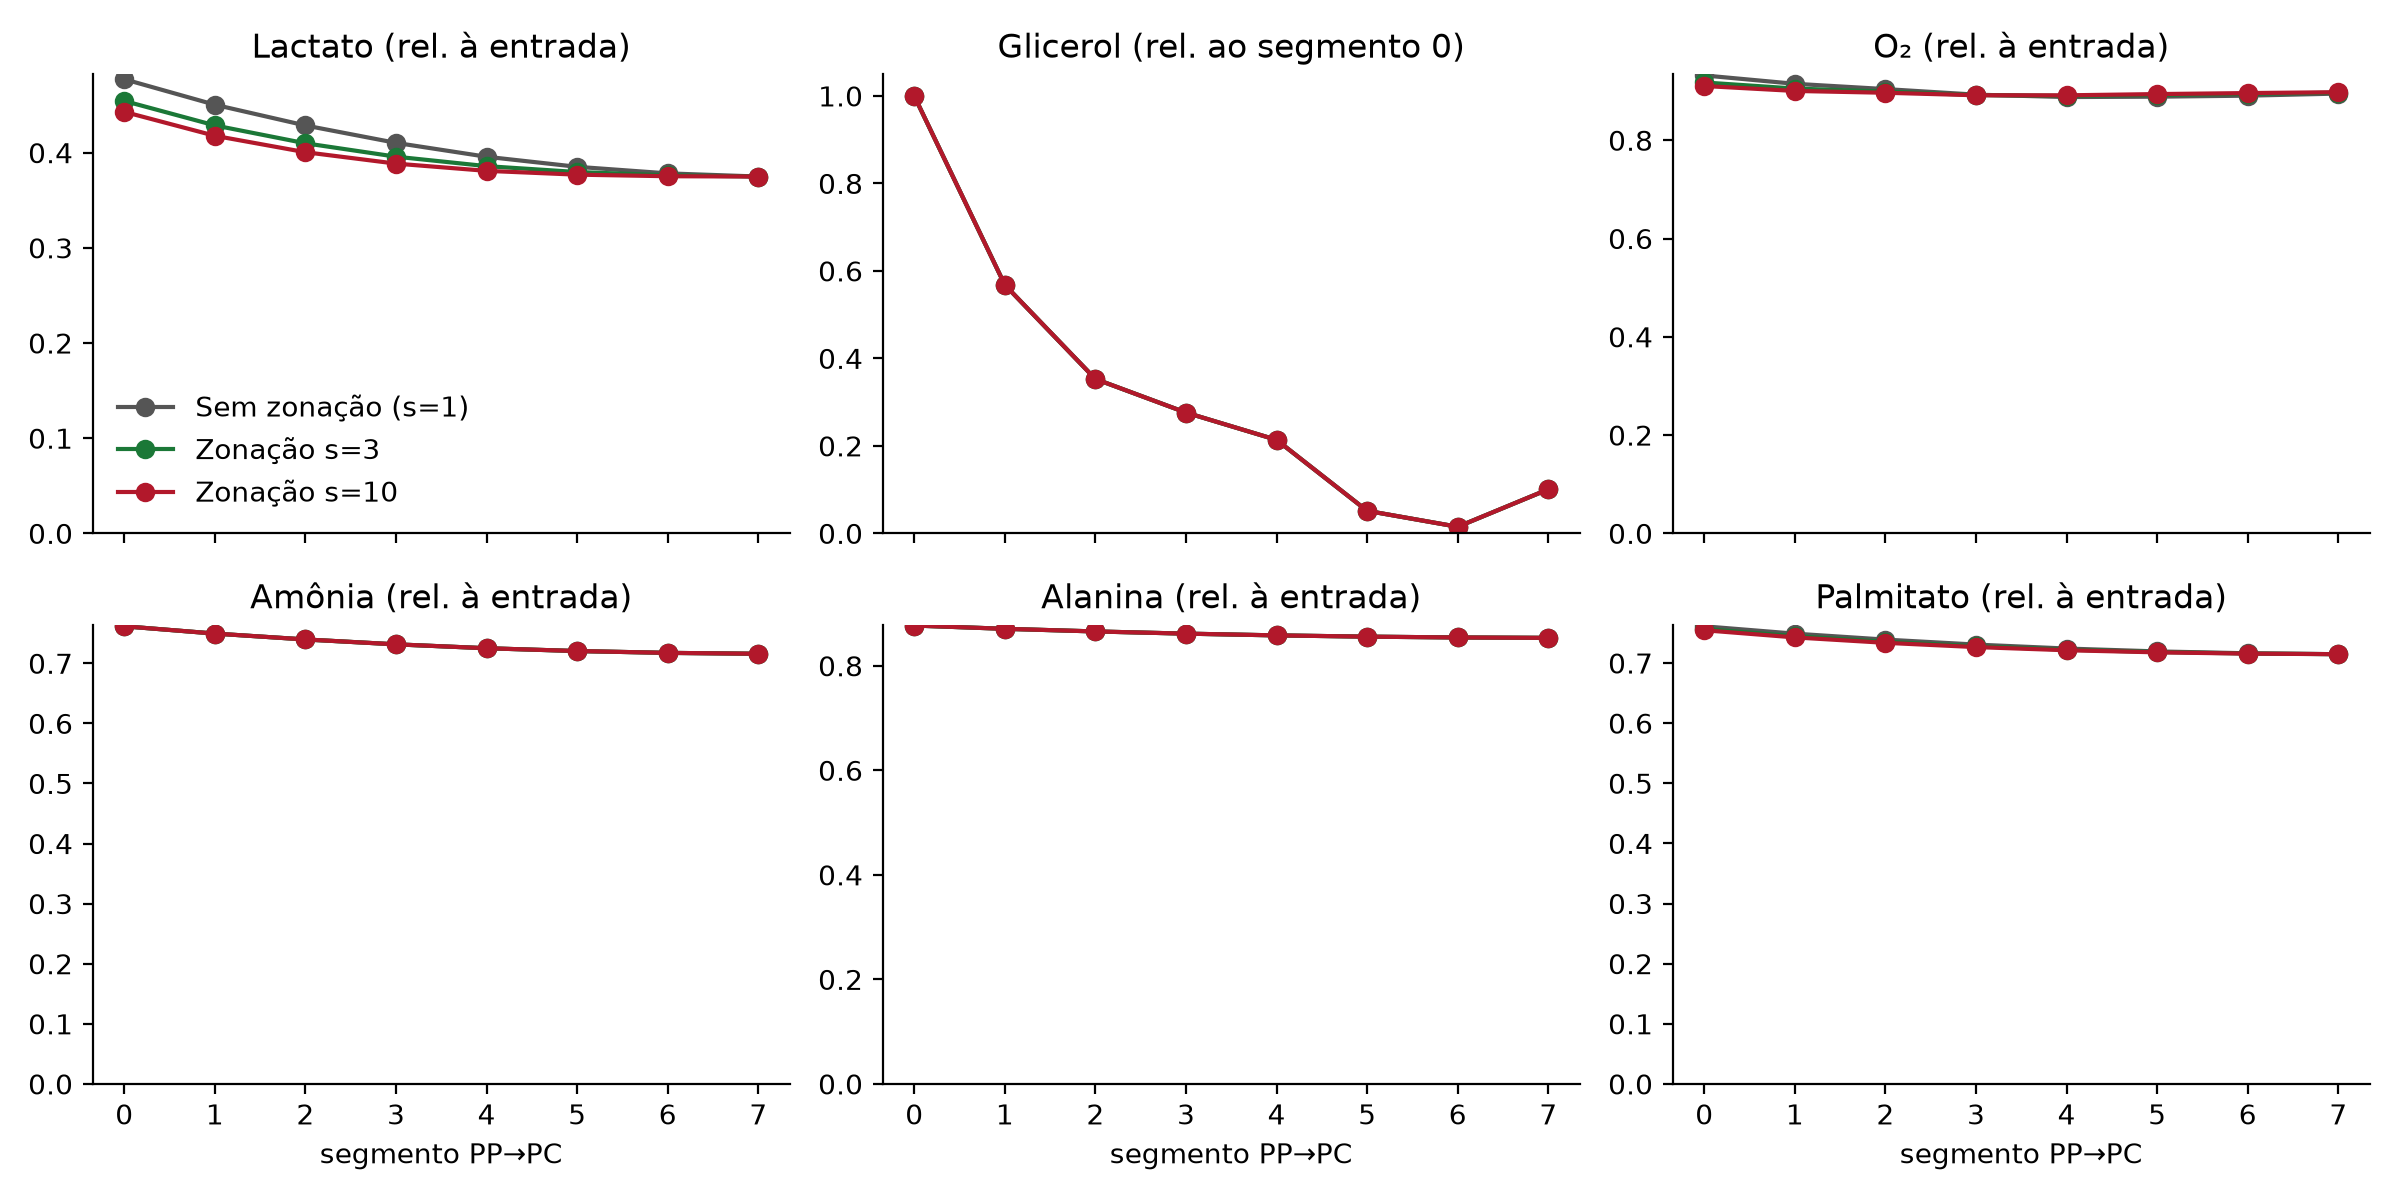 Lactato (rel. à entrada)
0.4
0.3
0.2
0.1
0.0
Sem zonação (s=1)
Zonação s=3
Zonação s=10
Glicerol (rel. ao segmento 0)
1.0
0.8
0.6
0.4
0.2
0.0
O₂ (rel. à entrada)
0.8
0.6
0.4
0.2
0.0
Amônia (rel. à entrada)
0.7
0.6
0.5
0.4
0.3
0.2
0.1
0.0
0 1 2 3 4 5 6 7
segmento PP→PC
Alanina (rel. à entrada)
0.8
0.6
0.4
0.2
0.0
0 1 2 3 4 5 6 7
segmento PP→PC
Palmitato (rel. à entrada)
0.7
0.6
0.5
0.4
0.3
0.2
0.1
0.0
0 1 2 3 4 5 6 7
segmento PP→PC